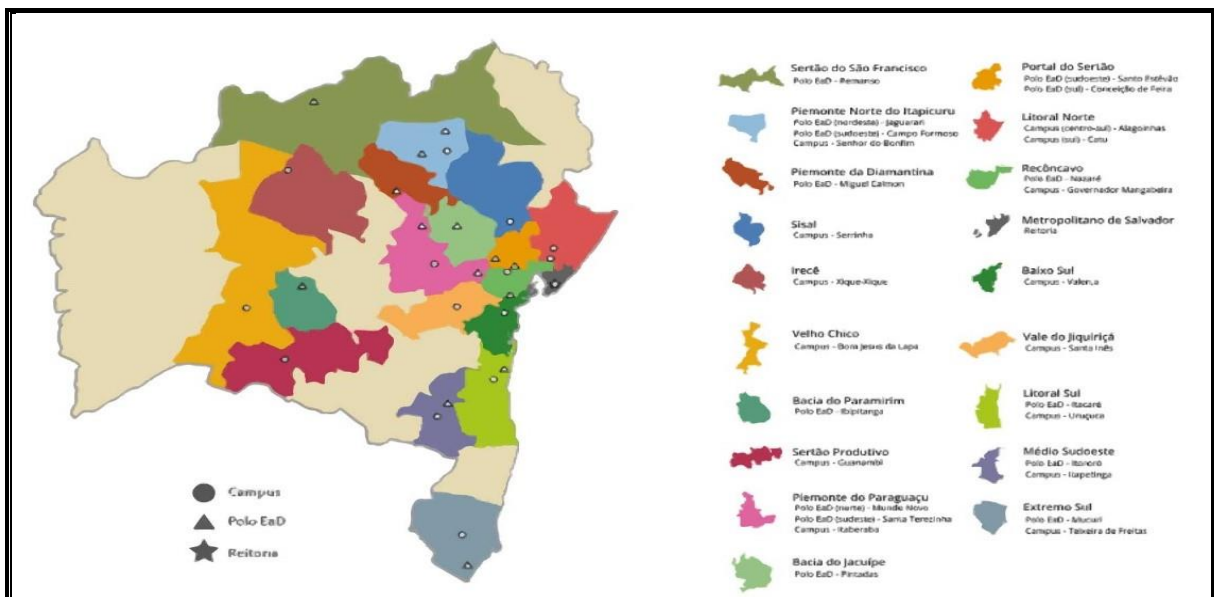 Sertão do São Francisco
Polo EaD - Remanso
Piemonte Norte do Itapicuru
Polo EaD (nordeste) - Jaguarari
Polo EaD (sudoeste) - Campo Formoso
Campus - Senhor do Bonfim
Piemonte da Diamantina
Polo EaD - Miguel Calmon
Sisal
Campus - Serrinha
Irecê
Campus - Xique-Xique
Velho Chico
Campus - Bom Jesus da Lapa
Bacia do Paramirim
Polo EaD - Ibipitanga
Sertão Produtivo
Campus - Guanambi
Piemonte do Paraguaçu
Polo EaD (norte) - Mundo Novo
Polo EaD (sudeste) - Santa Terezinha
Campus - Itaberaba
Bacia do Jacuípe
Polo EaD - Pintadas
Portal do Sertão
Polo EaD (sudoeste) - Santo Estêvão
Polo EaD (sul) - Conceição de Feira
Litoral Norte
Campus (centro-sul) - Alagoinhas
Campus (sul) - Catu
Recôncavo
Polo EaD - Nazaré
Campus - Governador Mangabeira
Metropolitano de Salvador
Reitoria
Baixo Sul
Campus - Valença
Vale do Jiquiriçá
Campus - Santa Inês
Litoral Sul
Polo EaD - Itacaré
Campus - Uruçuca
Médio Sudoeste
Polo EaD - Itororó
Campus - Itapetinga
Extremo Sul
Polo EaD - Mucuri
Campus - Teixeira de Freitas
Campus
Polo EaD
Reitoria